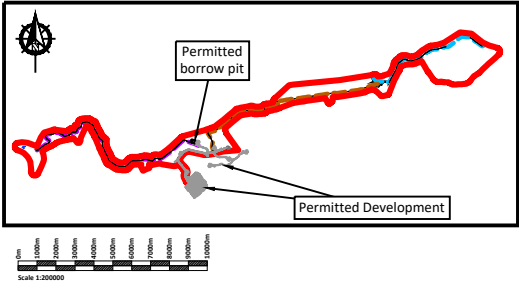 Permitted
borrow pit
Permitted Development
0m
1000m
2000m
3000m
4000m
5000m
6000m
7000m
8000m
9000m
10000m
Scale 1:200000